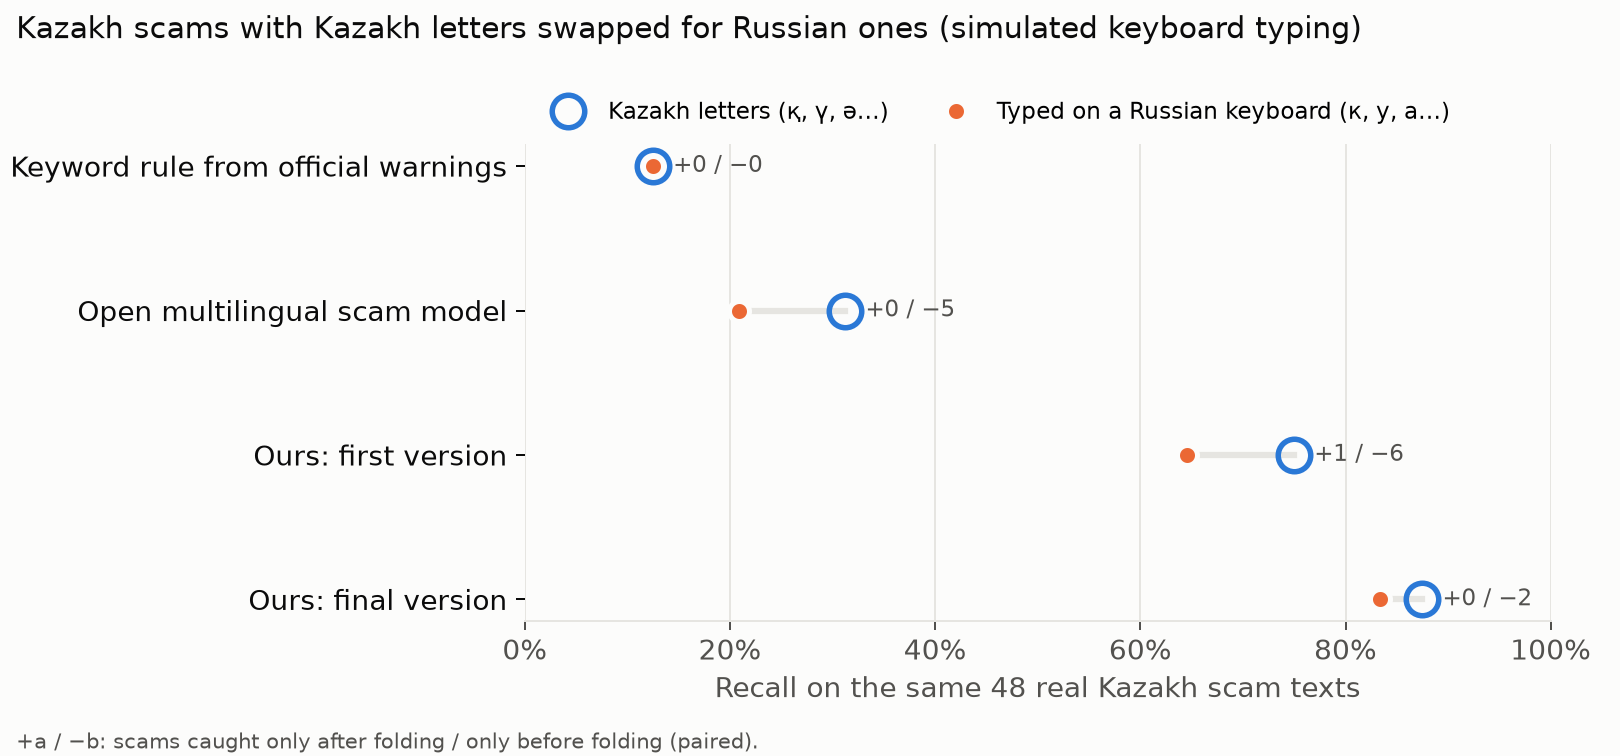 Kazakh scams with Kazakh letters swapped for Russian ones (simulated keyboard typing)
Kazakh letters (қ, ү, ә…)
Typed on a Russian keyboard (к, у, а…)
Keyword rule from official warnings
+0 / −0
Open multilingual scam model
+0 / −5
Ours: first version
+1 / −6
Ours: final version
+0 / −2
0% 20% 40% 60% 80% 100%
Recall on the same 48 real Kazakh scam texts
+a / −b: scams caught only after folding / only before folding (paired).